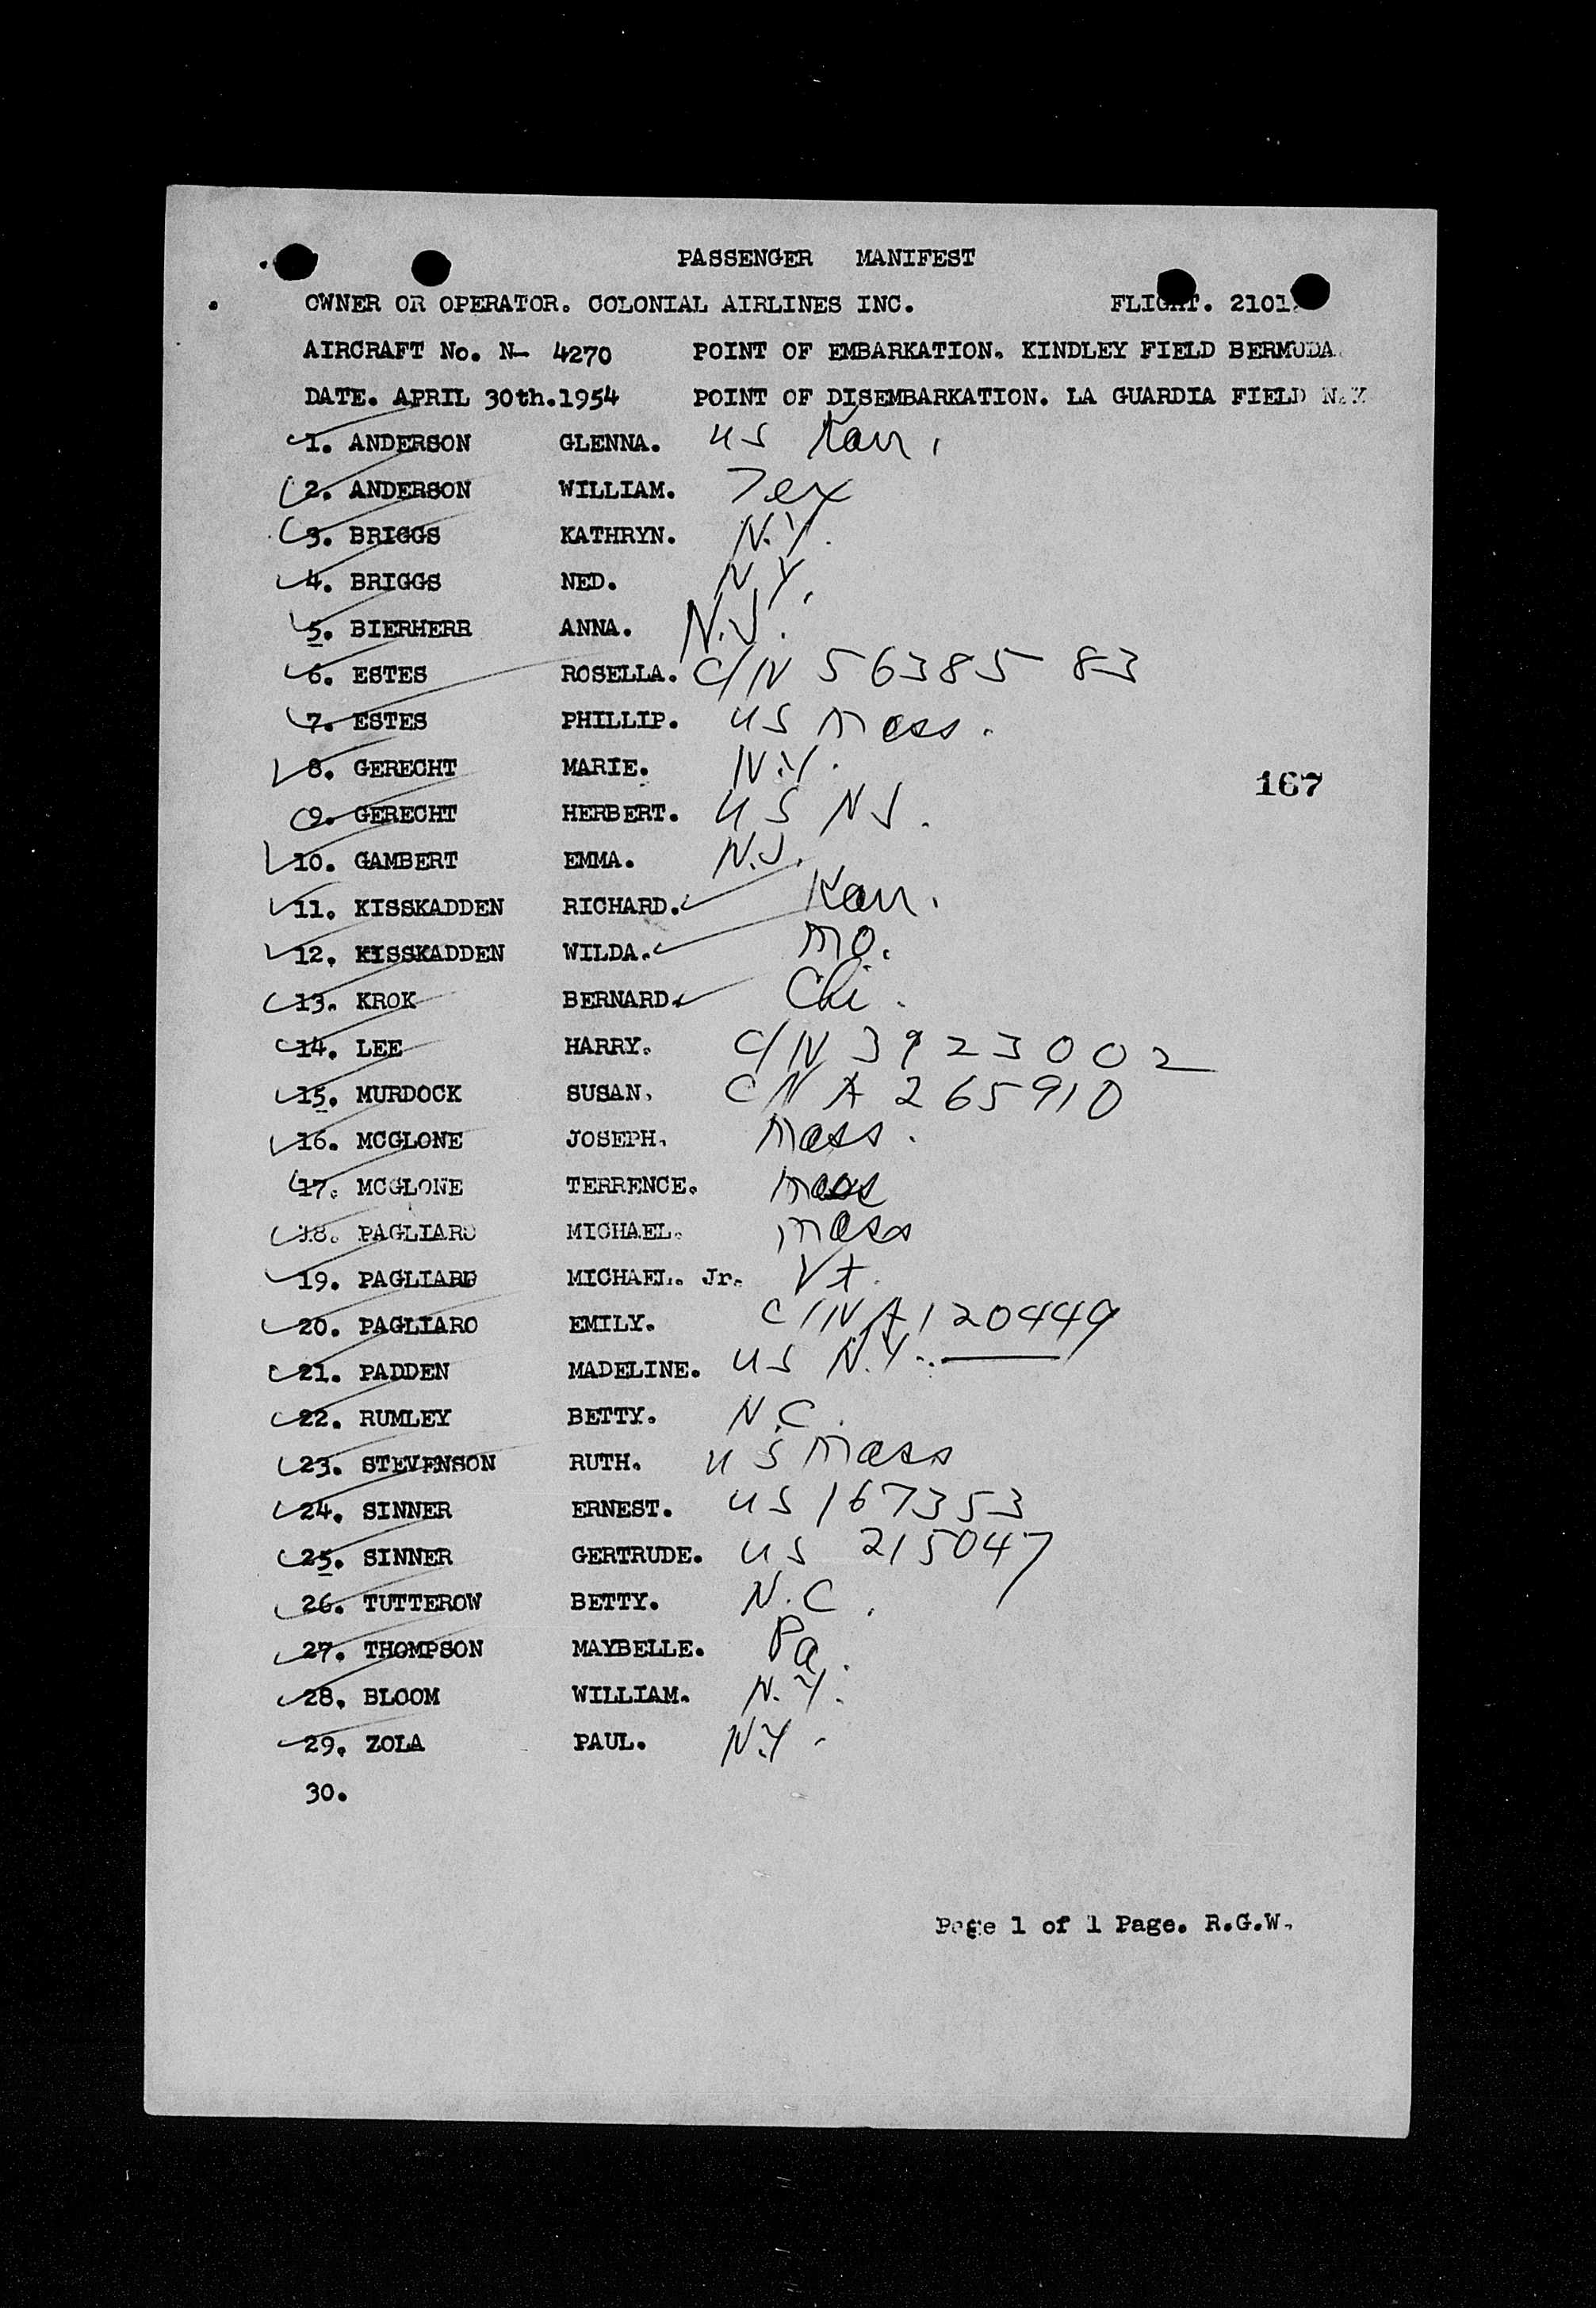 PASSENGER MANIFEST
OWNER OR OPERATOR. COLONIAL AIRLINES INC. FLIGHT. 2101
AIRCRAFT No. N- 4270 POINT OF EMBARKATION. KINDLEY FIELD BERMUDA.
DATE. APRIL 30th.1954 POINT OF DISEMBARKATION. LA GUARDIA FIELD N.Y
1. ANDERSON GLENNA. US Kan.
2. ANDERSON WILLIAM. Tex
3. BRIGGS KATHRYN. N.Y.
4. BRIGGS NED. N.Y.
5. BIERHERR ANNA. N.J.
6. ESTES ROSELLA. C/N 5638583
7. ESTES PHILLIP. US Mass.
8. GERECHT MARIE. N.Y.
167
9. GERECHT HERBERT. US NJ.
10. GAMBERT EMMA. N.J.
11. KISSKADDEN RICHARD. Kan.
12. KISSKADDEN WILDA. Mo.
13. KROK BERNARD. Chi.
14. LEE HARRY. C/N 3923002
15. MURDOCK SUSAN. C/N A 265910
16. MCGLONE JOSEPH. Mass.
17. MCGLONE TERRENCE. Mass
18. PAGLIARO MICHAEL. Mass
19. PAGLIARO MICHAEL. Jr. Vt.
20. PAGLIARO EMILY. C/N A120449
21. PADDEN MADELINE. US N.Y.
22. RUMLEY BETTY. N.C.
23. STEVENSON RUTH. US Mass
24. SINNER ERNEST. US 167353
25. SINNER GERTRUDE. US 215047
26. TUTTEROW BETTY. N.C.
27. THOMPSON MAYBELLE. Pa.
28. BLOOM WILLIAM. N.Y.
29. ZOLA PAUL. N.Y.
30.
Page 1 of 1 Page. R.G.W.